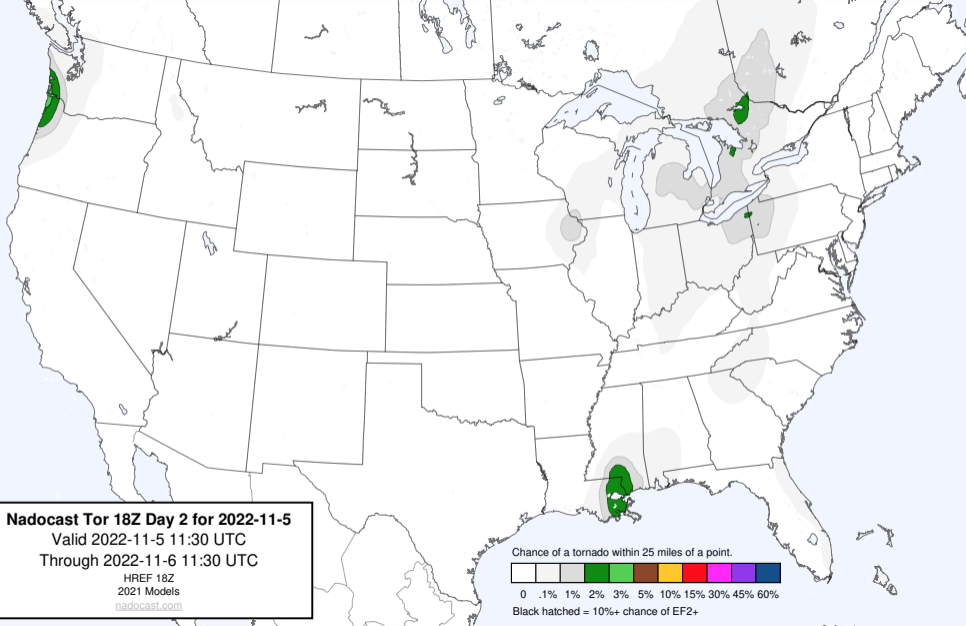 Nadocast Tor 18Z Day 2 for 2022-11-5
Valid 2022-11-5 11:30 UTC
Through 2022-11-6 11:30 UTC
HREF 18Z
2021 Models
nadocast.com
Chance of a tornado within 25 miles of a point.
0 .1% 1% 2% 3% 5% 10% 15% 30% 45% 60%
Black hatched = 10%+ chance of EF2+